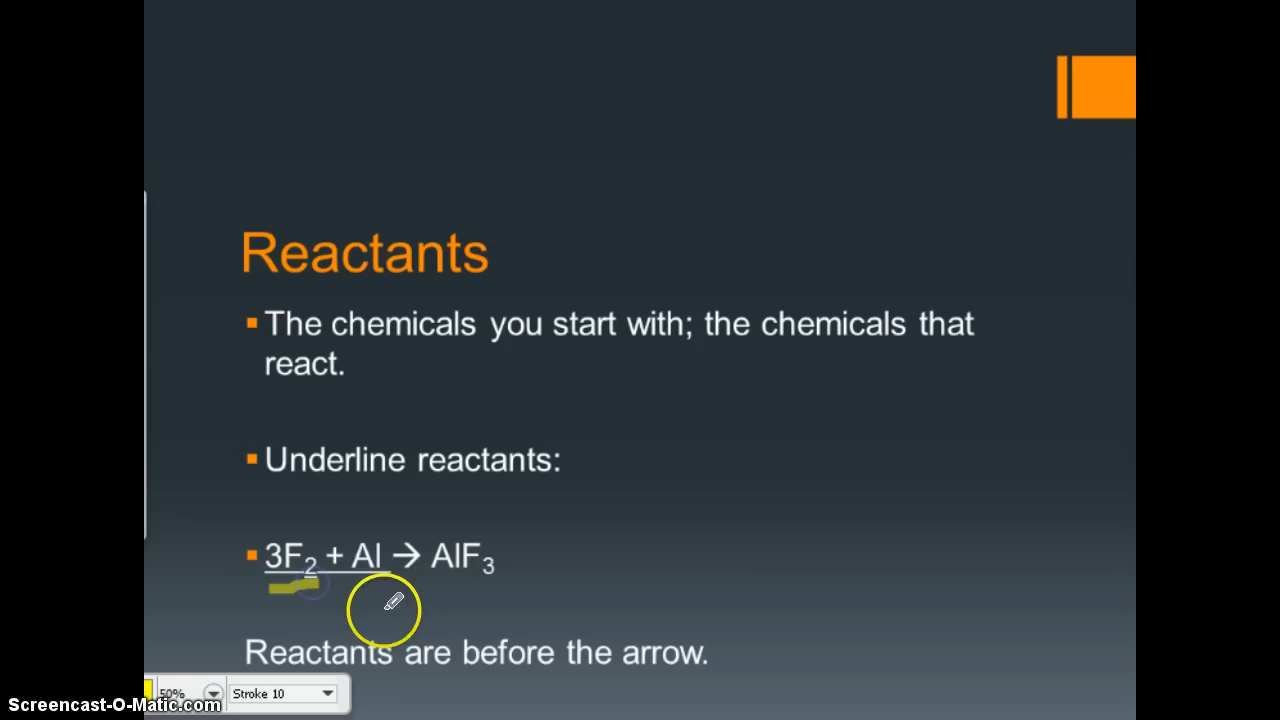 Reactants
▪ The chemicals you start with; the chemicals that
react.
▪ Underline reactants:
▪ 3F₂ + Al → AlF₃
Reactants are before the arrow.
50% Stroke 10
Screencast-O-Matic.com